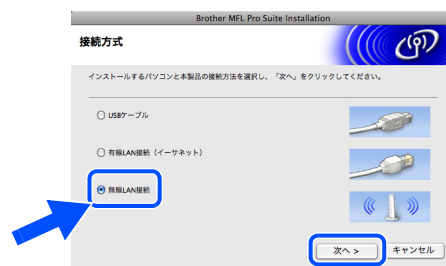 Brother MFL Pro Suite Installation
接続方式
インストールするパソコンと本製品の接続方法を選択し、「次へ」をクリックしてください。
USBケーブル
有線LAN接続（イーサネット）
無線LAN接続
次へ > キャンセル